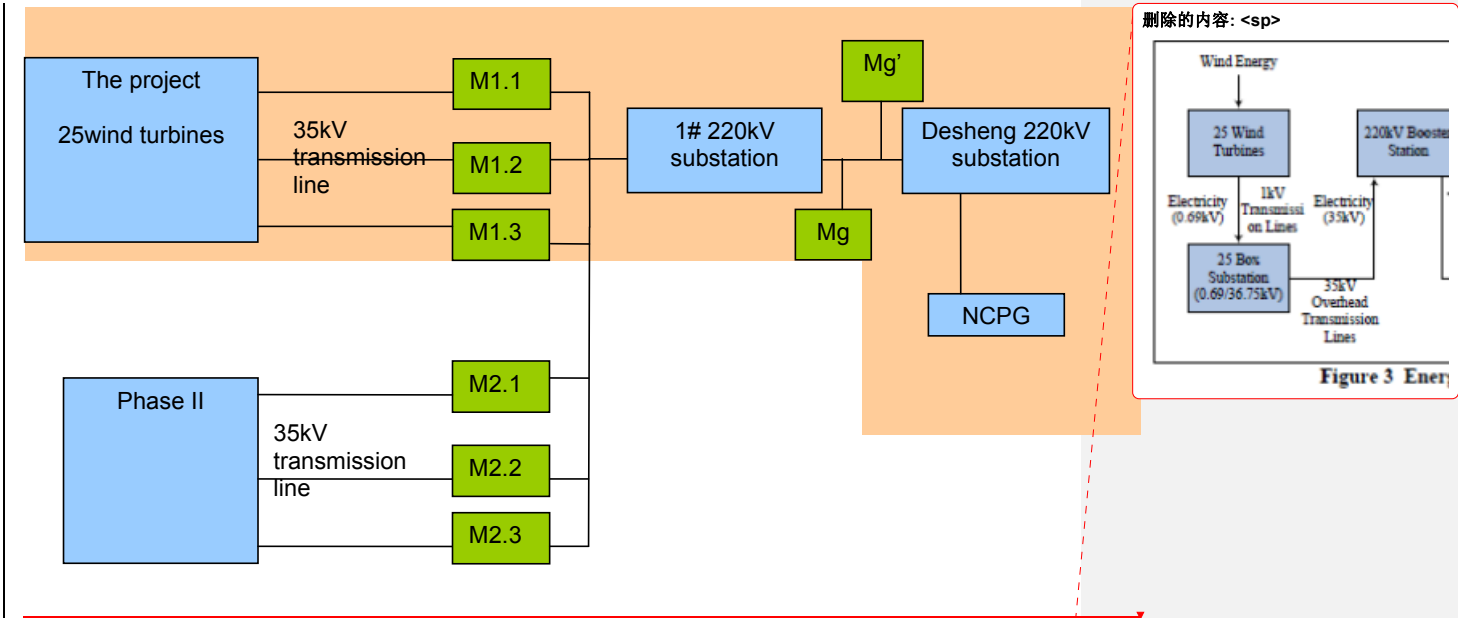 The project
25wind turbines
35kV
transmission
line
M1.1
M1.2
M1.3
1# 220kV
substation
Mg'
Mg
Desheng 220kV
substation
NCPG
Phase II
35kV
transmission
line
M2.1
M2.2
M2.3
删除的内容: <sp>
Wind Energy
25 Wind
Turbines
220kV Booster
Station
Electricity
(0.69kV)
1kV
Transmissi
on Lines
Electricity
(35kV)
25 Box
Substation
(0.69/36.75kV)
35kV
Overhead
Transmission
Lines
Figure 3 Ener